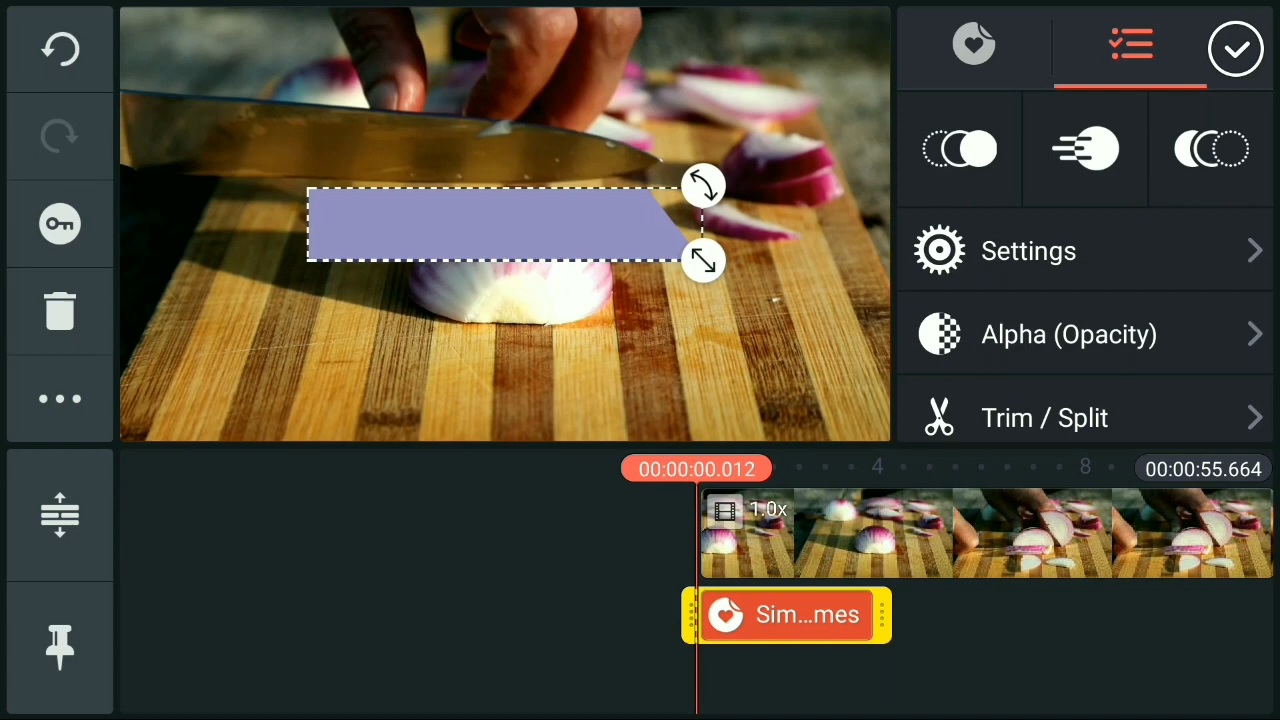 Settings
Alpha (Opacity)
Trim / Split
00:00:00.012
4
8
00:00:55.664
1.0x
Sim...mes